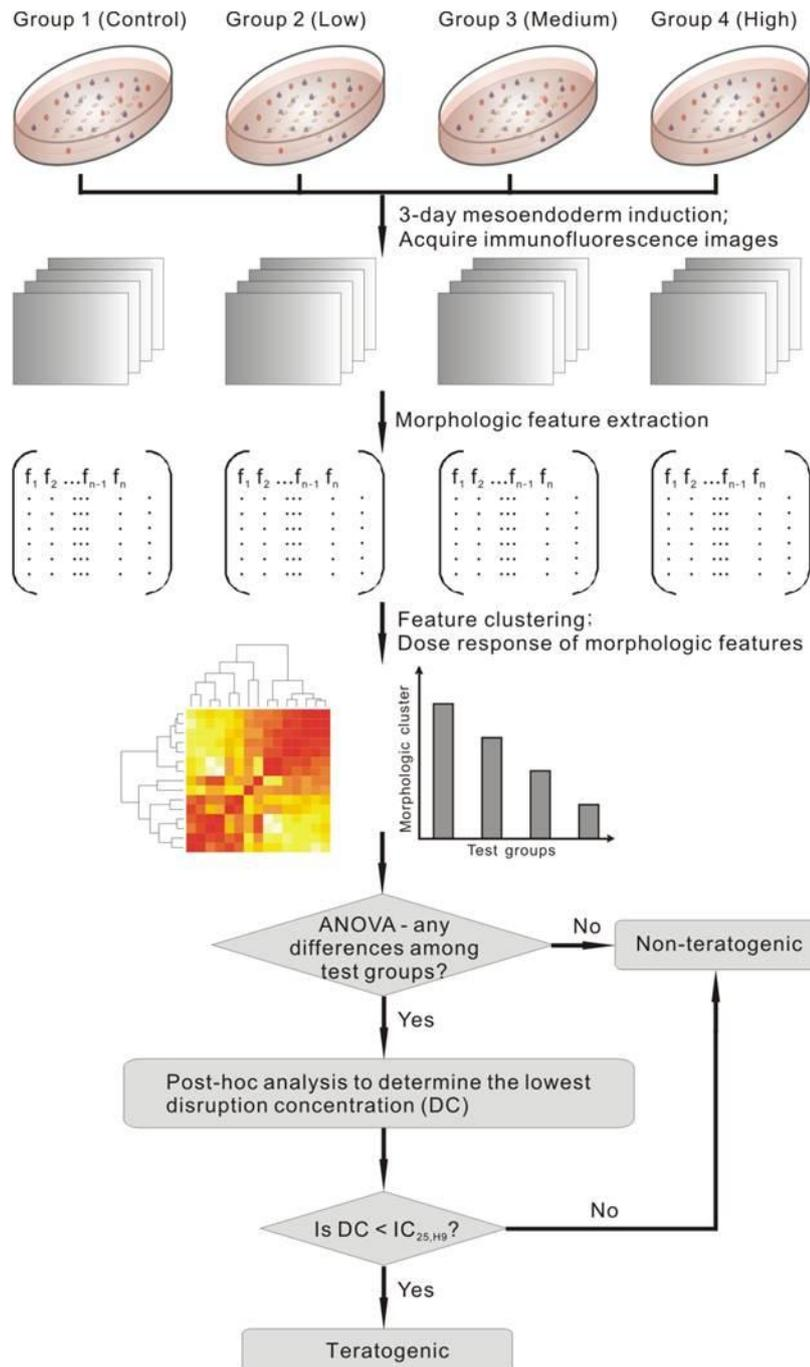 Group 1 (Control) Group 2 (Low) Group 3 (Medium) Group 4 (High)
3-day mesoendoderm induction;
Acquire immunofluorescence images
Morphologic feature extraction
f₁ f₂ ...fₙ₋₁ fₙ f₁ f₂ ...fₙ₋₁ fₙ f₁ f₂ ...fₙ₋₁ fₙ f₁ f₂ ...fₙ₋₁ fₙ
Feature clustering;
Dose response of morphologic features
Morphologic cluster
Test groups
ANOVA - any
differences among
test groups?
No
Non-teratogenic
Yes
Post-hoc analysis to determine the lowest
disruption concentration (DC)
Is DC < IC₂₅,H9?
No
Yes
Teratogenic